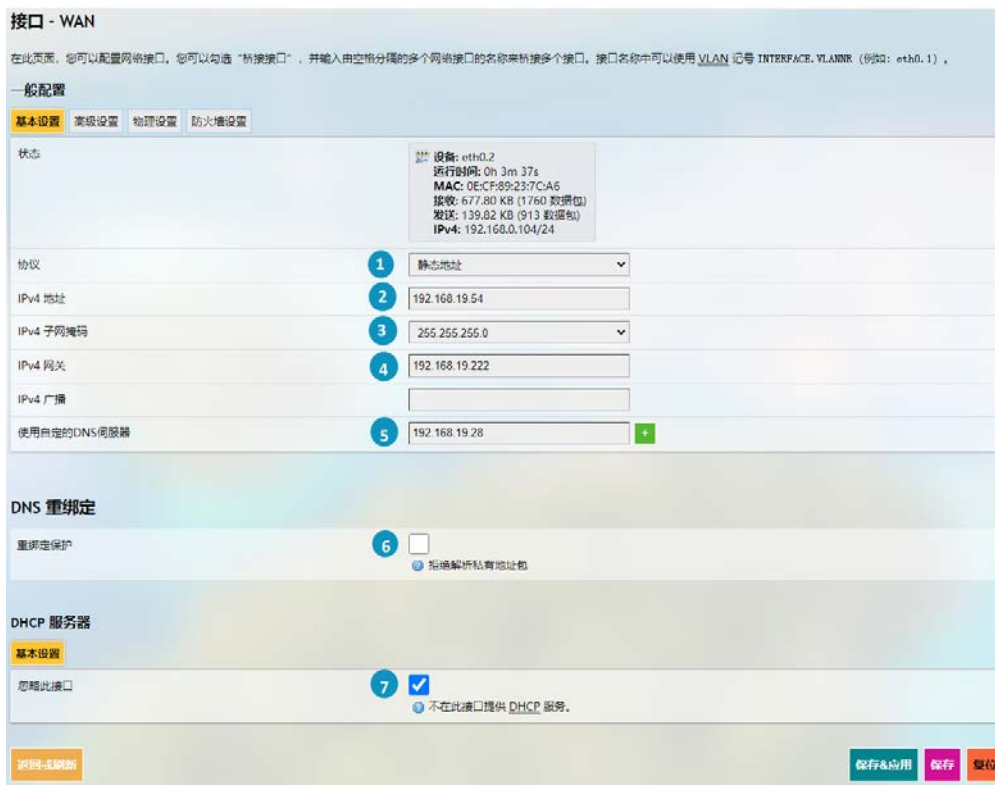 接口 - WAN
在此页面，您可以配置网络接口。您可以勾选“桥接接口”，并输入由空格分隔的多个网络接口的名称来桥接多个接口。接口名称中可以使用 VLAN 记号 INTERFACE.VLANNR (例如: eth0.1) 。
一般配置
基本设置 高级设置 物理设置 防火墙设置
状态
设备: eth0.2
运行时间: 0h 3m 37s
MAC: 0E:CF:89:23:7C:A6
接收: 677.80 KB (1760 数据包)
发送: 139.82 KB (913 数据包)
IPv4: 192.168.0.104/24
协议 1 静态地址
IPv4 地址 2 192.168.19.54
IPv4 子网掩码 3 255.255.255.0
IPv4 网关 4 192.168.19.222
IPv4 广播
使用自定的DNS伺服器 5 192.168.19.28 +
DNS 重绑定
重绑定保护 6
拒绝解析私有地址包
DHCP 服务器
基本设置
忽略此接口 7
不在此接口提供 DHCP 服务。
返回或刷新 保存&应用 保存 复位